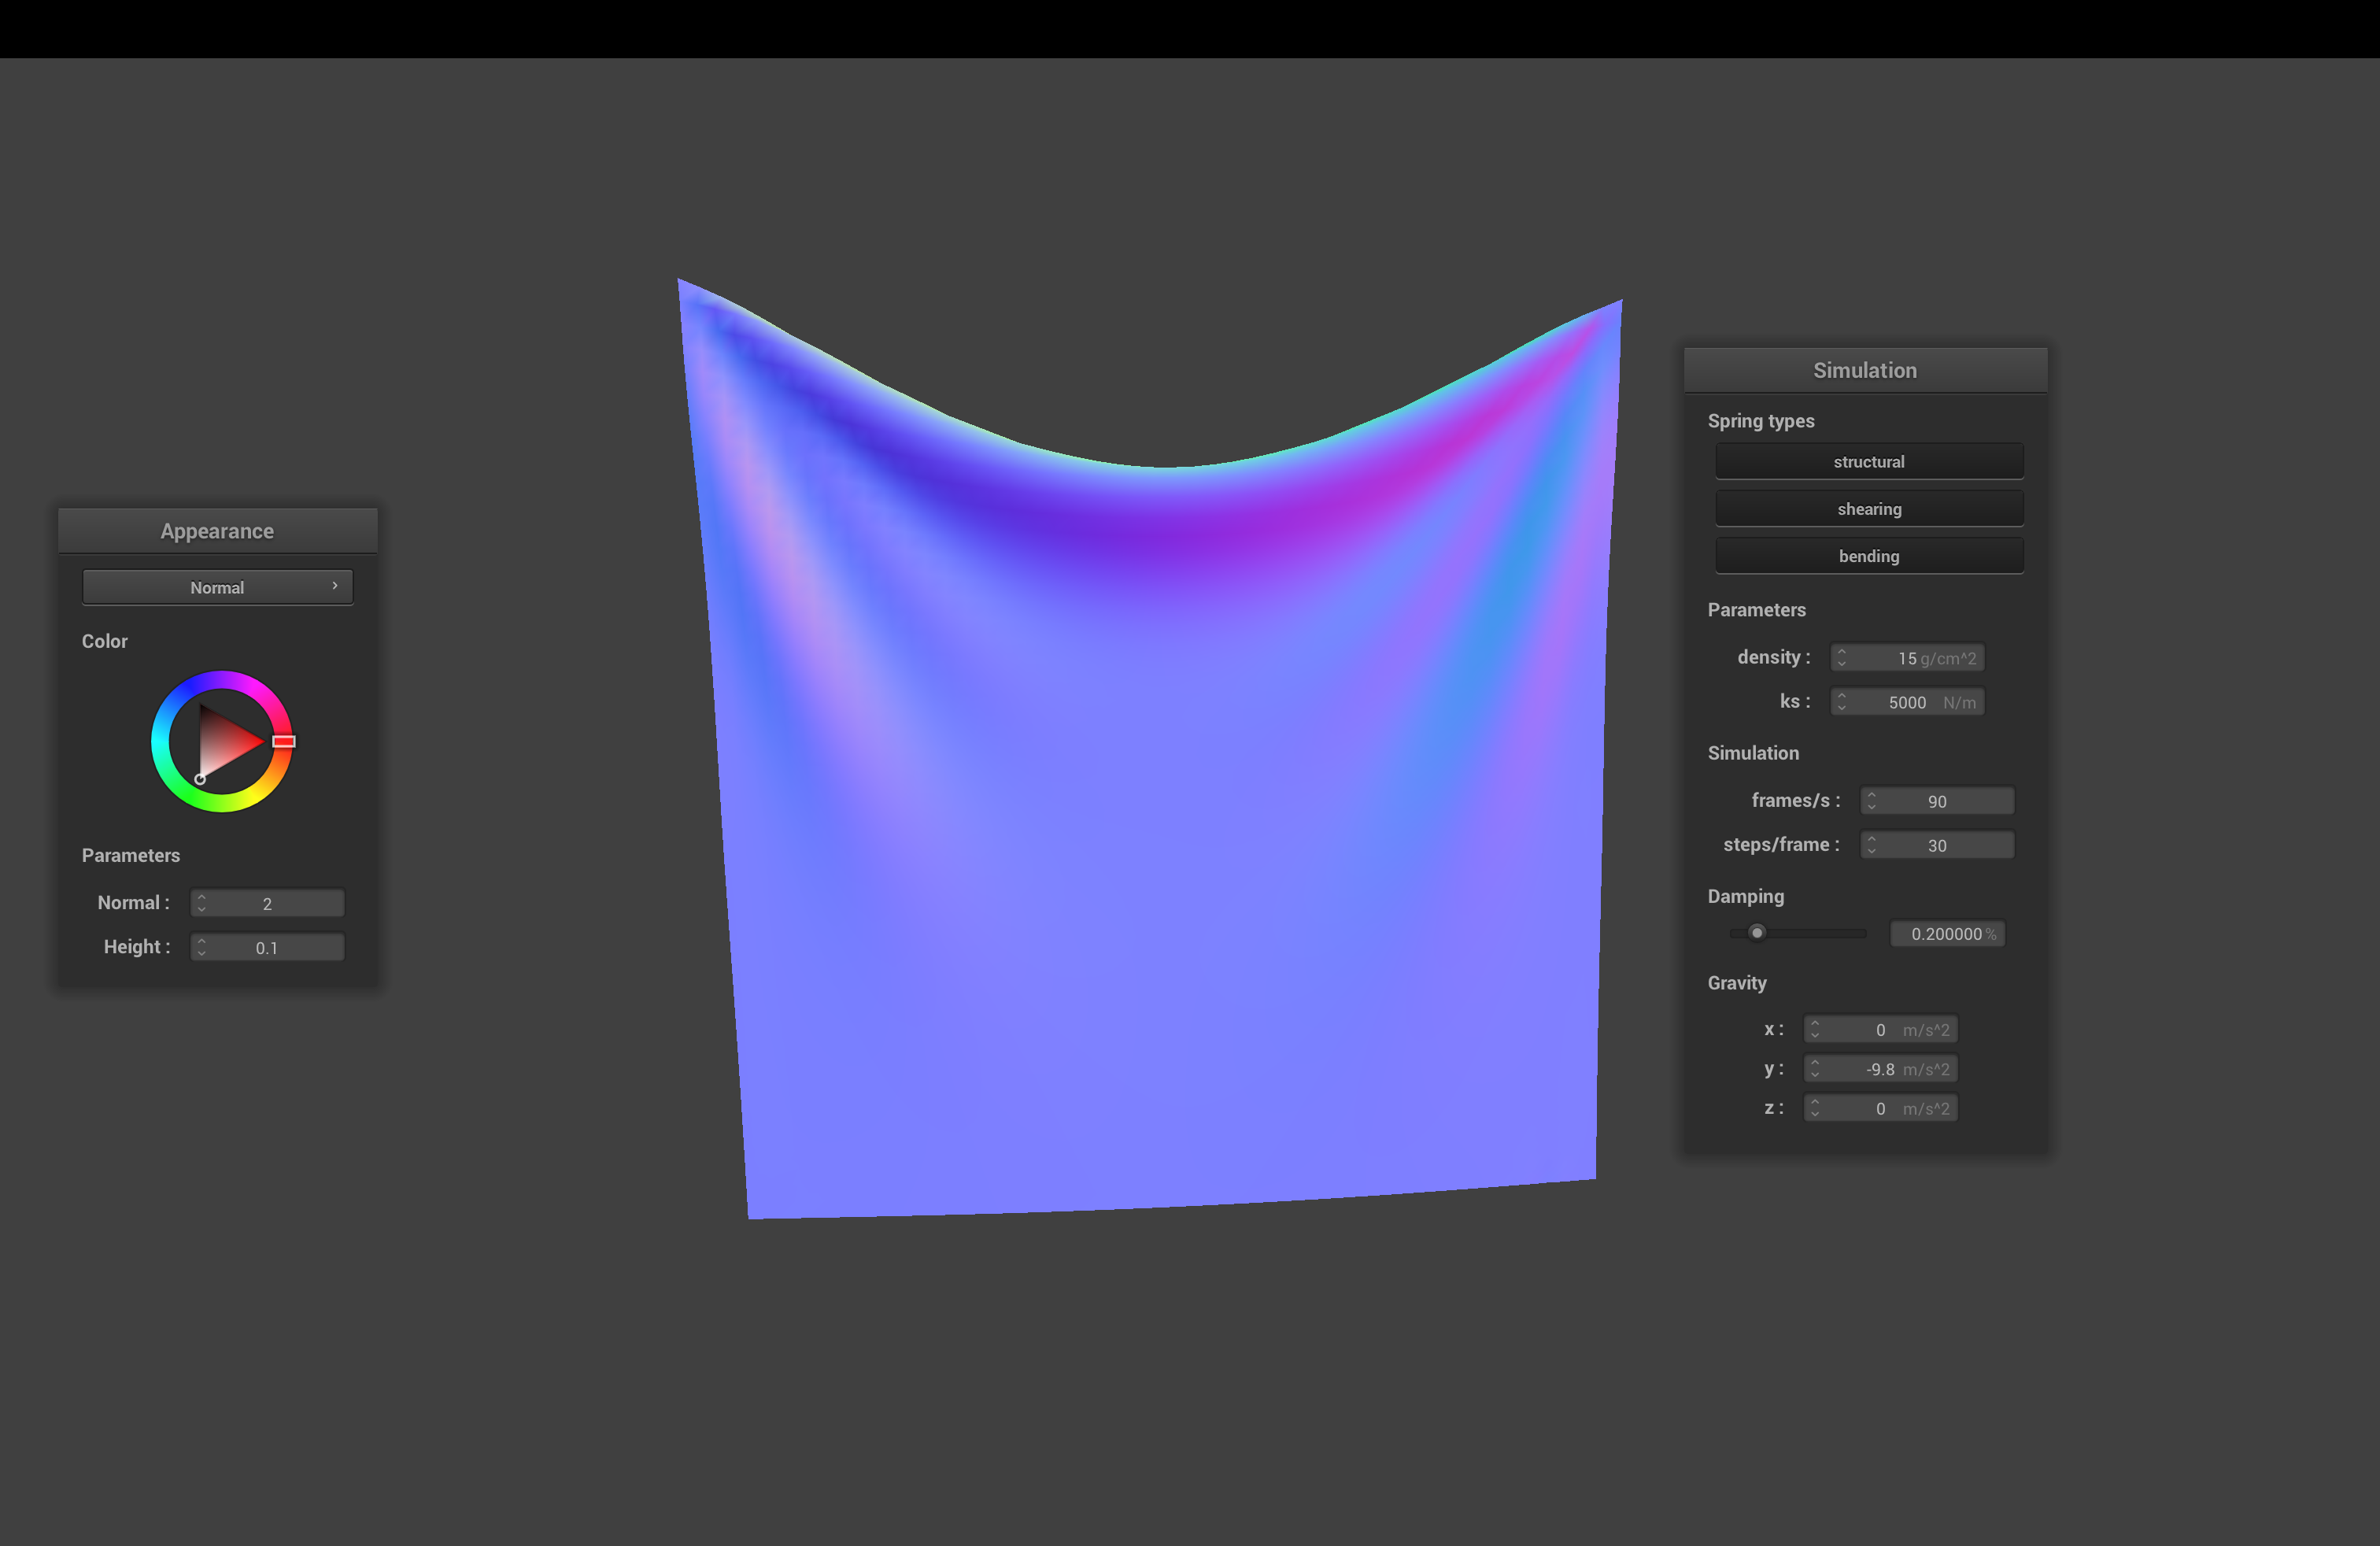 Appearance
Normal
Color
Parameters
Normal : 2
Height : 0.1
Simulation
Spring types
structural
shearing
bending
Parameters
density : 15 g/cm^2
ks : 5000 N/m
Simulation
frames/s : 90
steps/frame : 30
Damping
0.200000 %
Gravity
x : 0 m/s^2
y : -9.8 m/s^2
z : 0 m/s^2